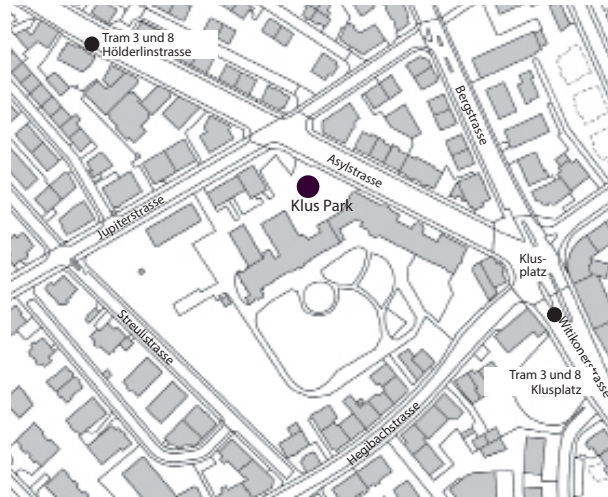 Tram 3 und 8
Hölderlinstrasse
Bergstrasse
Asylstrasse
Klus Park
Jupiterstrasse
Klus-
platz
Streulistrasse
Witikonerstrasse
Tram 3 und 8
Klusplatz
Hegibachstrasse